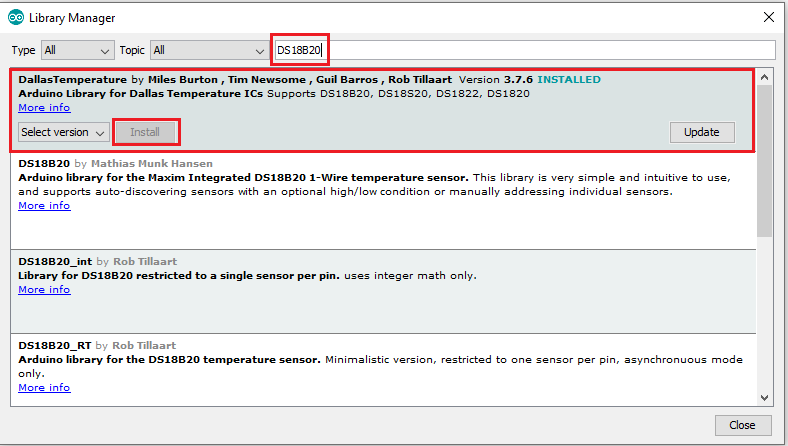 Library Manager
Type All Topic All DS18B20
DallasTemperature by Miles Burton , Tim Newsome , Guil Barros , Rob Tillaart Version 3.7.6 INSTALLED
Arduino Library for Dallas Temperature ICs Supports DS18B20, DS18S20, DS1822, DS1820
More info
Select version Install Update
DS18B20 by Mathias Munk Hansen
Arduino library for the Maxim Integrated DS18B20 1-Wire temperature sensor. This library is very simple and intuitive to use,
and supports auto-discovering sensors with an optional high/low condition or manually addressing individual sensors.
More info
DS18B20_int by Rob Tillaart
Library for DS18B20 restricted to a single sensor per pin. uses integer math only.
More info
DS18B20_RT by Rob Tillaart
Arduino library for the DS18B20 temperature sensor. Minimalistic version, restricted to one sensor per pin, asynchronuous mode
only.
More info
Close